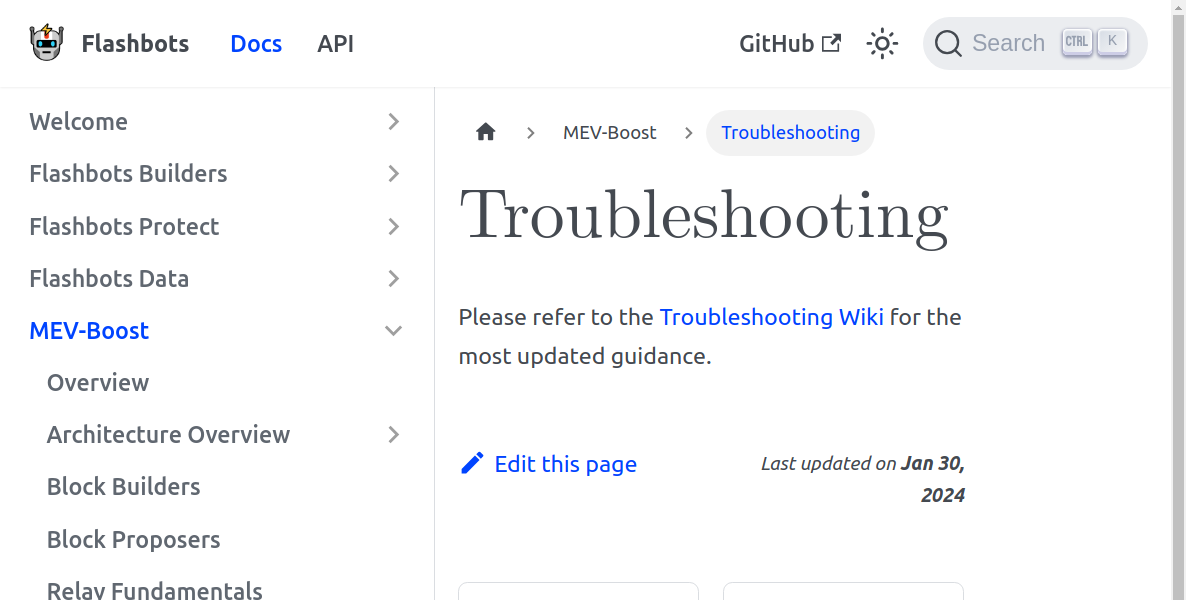 Flashbots Docs API GitHub Search CTRL K
Welcome
Flashbots Builders
Flashbots Protect
Flashbots Data
MEV-Boost
Overview
Architecture Overview
Block Builders
Block Proposers
Relay Fundamentals
MEV-Boost Troubleshooting
Troubleshooting
Please refer to the Troubleshooting Wiki for the
most updated guidance.
Edit this page
Last updated on Jan 30,
2024